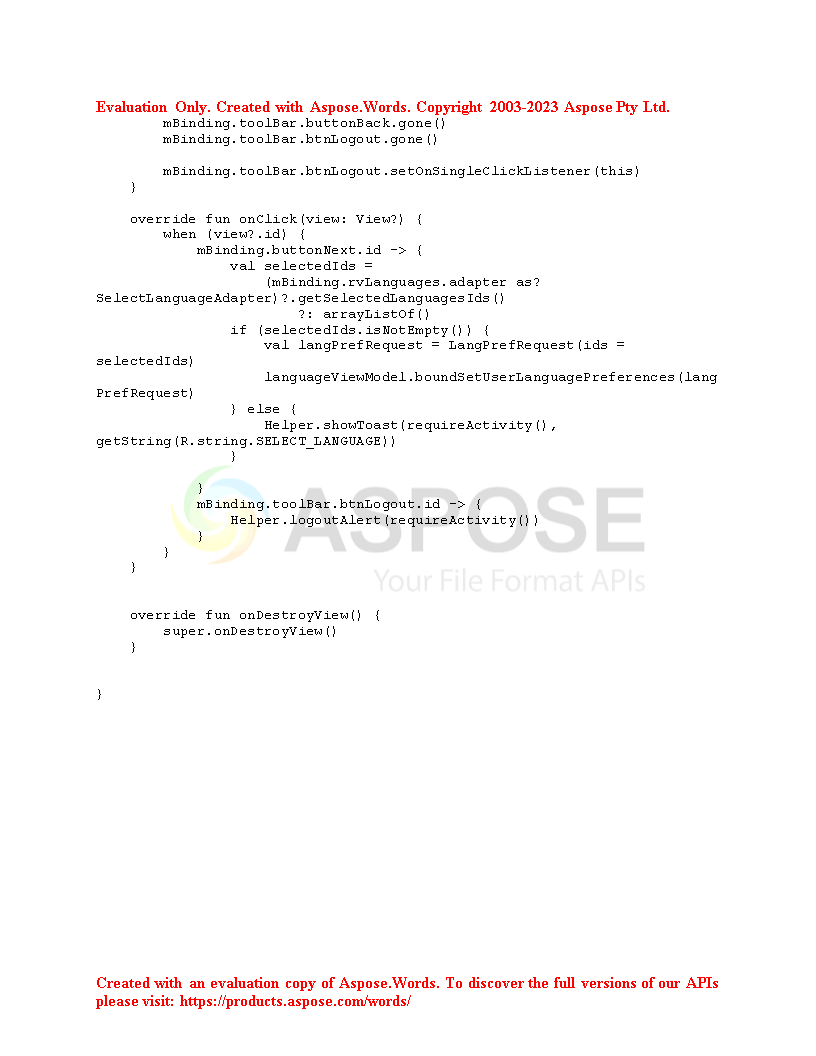 Evaluation Only. Created with Aspose.Words. Copyright 2003-2023 Aspose Pty Ltd.
        mBinding.toolBar.buttonBack.gone()
        mBinding.toolBar.btnLogout.gone()

        mBinding.toolBar.btnLogout.setOnSingleClickListener(this)
    }

    override fun onClick(view: View?) {
        when (view?.id) {
            mBinding.buttonNext.id -> {
                val selectedIds =
                    (mBinding.rvLanguages.adapter as?
SelectLanguageAdapter)?.getSelectedLanguagesIds()
                        ?: arrayListOf()
                if (selectedIds.isNotEmpty()) {
                    val langPrefRequest = LangPrefRequest(ids =
selectedIds)
                    languageViewModel.boundSetUserLanguagePreferences(lang
PrefRequest)
                } else {
                    Helper.showToast(requireActivity(),
getString(R.string.SELECT_LANGUAGE))
                }

            }
            mBinding.toolBar.btnLogout.id -> {
                Helper.logoutAlert(requireActivity())
            }
        }
    }
ASPOSE
Your File Format APIs

    override fun onDestroyView() {
        super.onDestroyView()
    }


}
Created with an evaluation copy of Aspose.Words. To discover the full versions of our APIs
please visit: https://products.aspose.com/words/